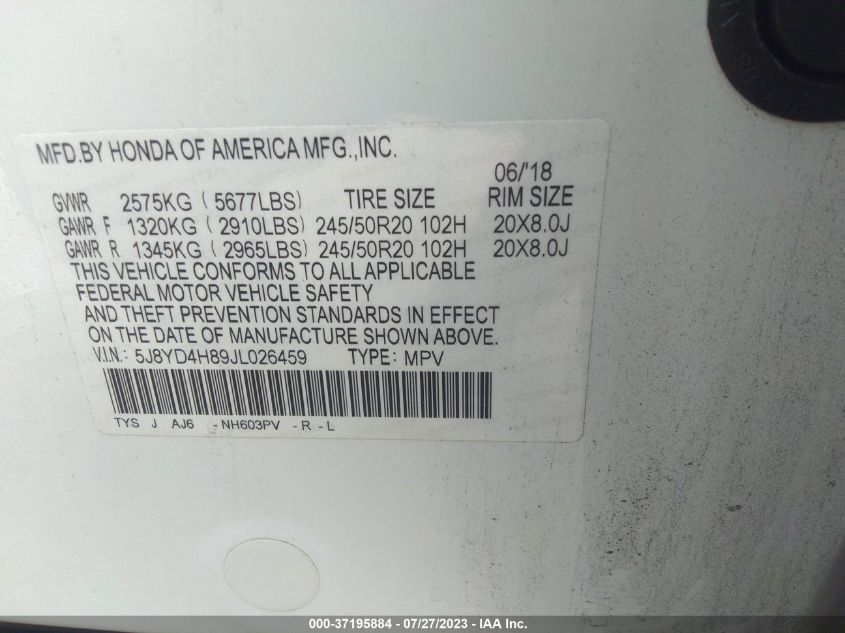 MFD.BY HONDA OF AMERICA MFG.,INC.
06/'18
GVWR 2575KG ( 5677LBS) TIRE SIZE RIM SIZE
GAWR F 1320KG ( 2910LBS) 245/50R20 102H 20X8.0J
GAWR R 1345KG ( 2965LBS) 245/50R20 102H 20X8.0J
THIS VEHICLE CONFORMS TO ALL APPLICABLE
FEDERAL MOTOR VEHICLE SAFETY
AND THEFT PREVENTION STANDARDS IN EFFECT
ON THE DATE OF MANUFACTURE SHOWN ABOVE.
V.I.N.: 5J8YD4H89JL026459 TYPE: MPV
TYS J AJ6 -NH603PV -R-L
000-37195884 / 07/27/2023 - IAA Inc.